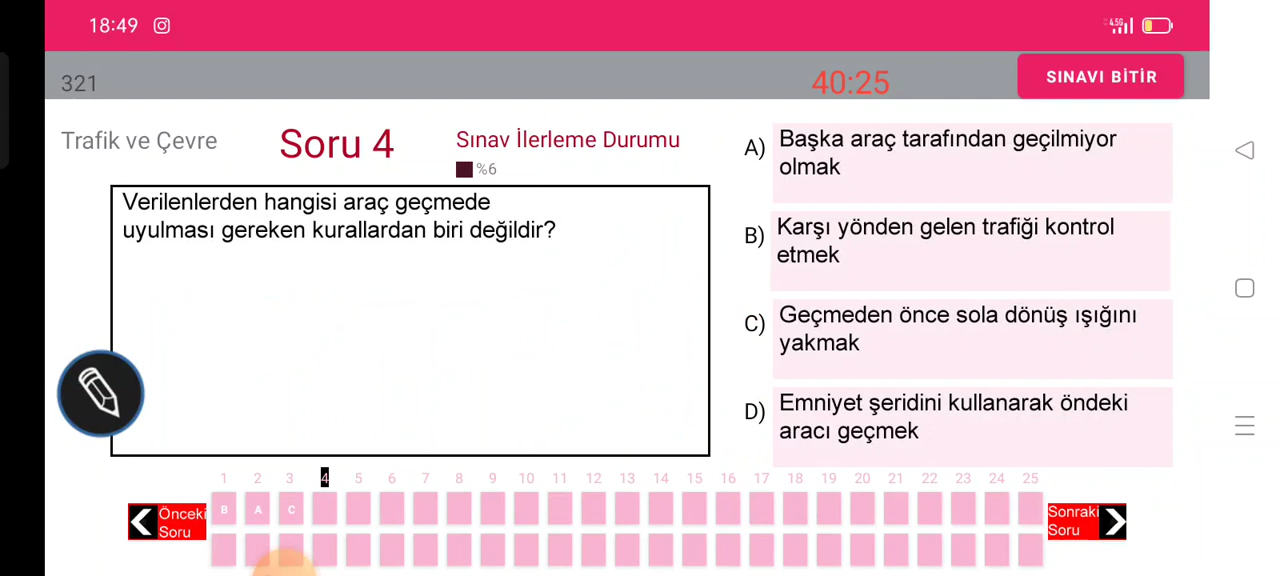 18:49
4.5G
321
40:25
SINAVI BİTİR
Trafik ve Çevre
Soru 4
Sınav İlerleme Durumu
%6
Verilenlerden hangisi araç geçmede
uyulması gereken kurallardan biri değildir?
A) Başka araç tarafından geçilmiyor
olmak
B) Karşı yönden gelen trafiği kontrol
etmek
C) Geçmeden önce sola dönüş ışığını
yakmak
D) Emniyet şeridini kullanarak öndeki
aracı geçmek
1 2 3 4 5 6 7 8 9 10 11 12 13 14 15 16 17 18 19 20 21 22 23 24 25
B A C
Önceki
Soru
Sonraki
Soru